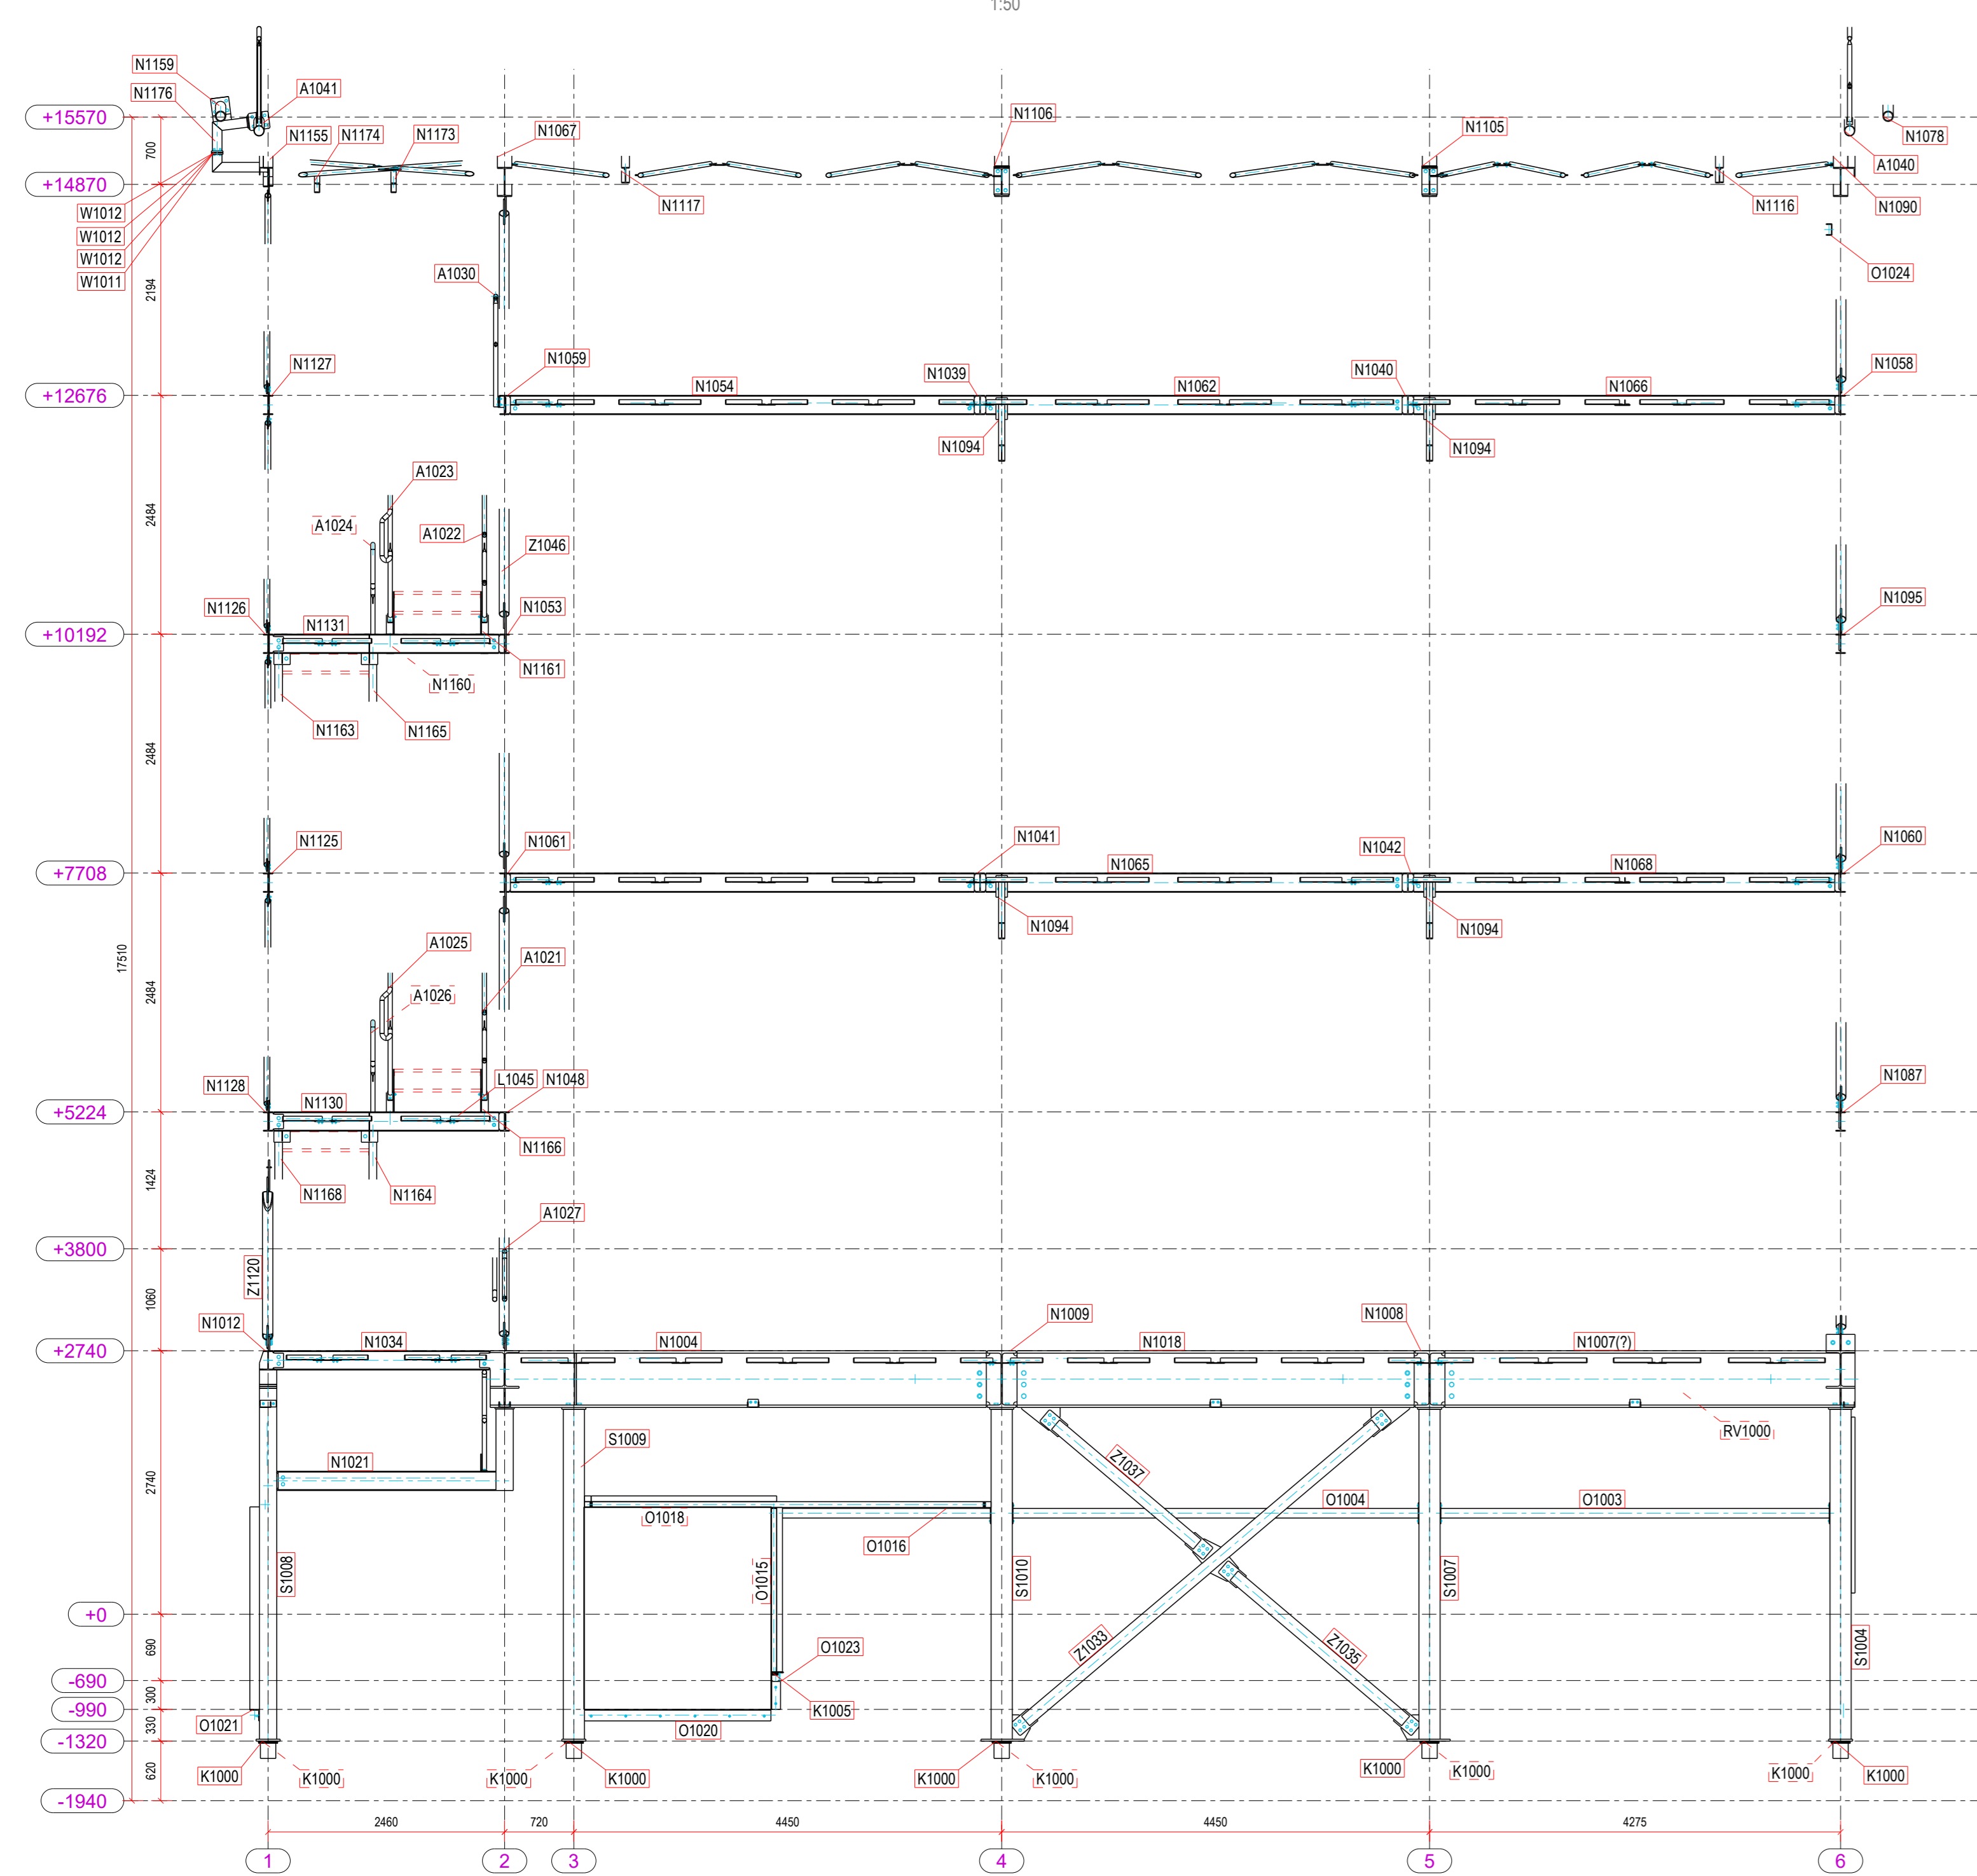 1:50
N1159
N1176
A1041
+15570
N1155
N1174
N1173
N1067
N1106
N1105
N1078
A1040
700
+14870
N1117
N1116
N1090
W1012
W1012
W1012
W1011
O1024
2194
A1030
N1127
N1059
N1054
N1039
N1062
N1040
N1066
N1058
+12676
N1094
N1094
A1023
A1024
A1022
Z1046
2484
N1126
N1131
N1053
N1095
+10192
N1161
N1160
N1163
N1165
2484
N1125
N1061
N1041
N1065
N1042
N1068
N1060
+7708
N1094
N1094
17510
A1025
A1026
A1021
2484
L1045
N1048
N1128
N1130
N1087
+5224
N1166
N1168
N1164
1424
A1027
+3800
Z1120
1060
N1012
N1034
N1004
N1009
N1018
N1008
N1007(?)
+2740
RV1000
S1009
N1021
Z1037
2740
O1018
O1016
O1004
O1003
S1008
O1015
S1010
S1007
+0
690
Z1033
Z1035
S1004
O1023
-690
300
K1005
-990
O1021
330
O1020
-1320
620
K1000
K1000
K1000
K1000
K1000
K1000
K1000
K1000
K1000
K1000
-1940
2460
720
4450
4450
4275
1
2
3
4
5
6